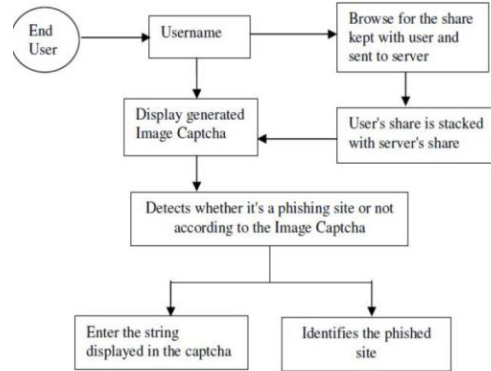 End
User
Username
Browse for the share
kept with user and
sent to server
Display generated
Image Captcha
User's share is stacked
with server's share
Detects whether it's a phishing site or not
according to the Image Captcha
Enter the string
displayed in the captcha
Identifies the phished
site